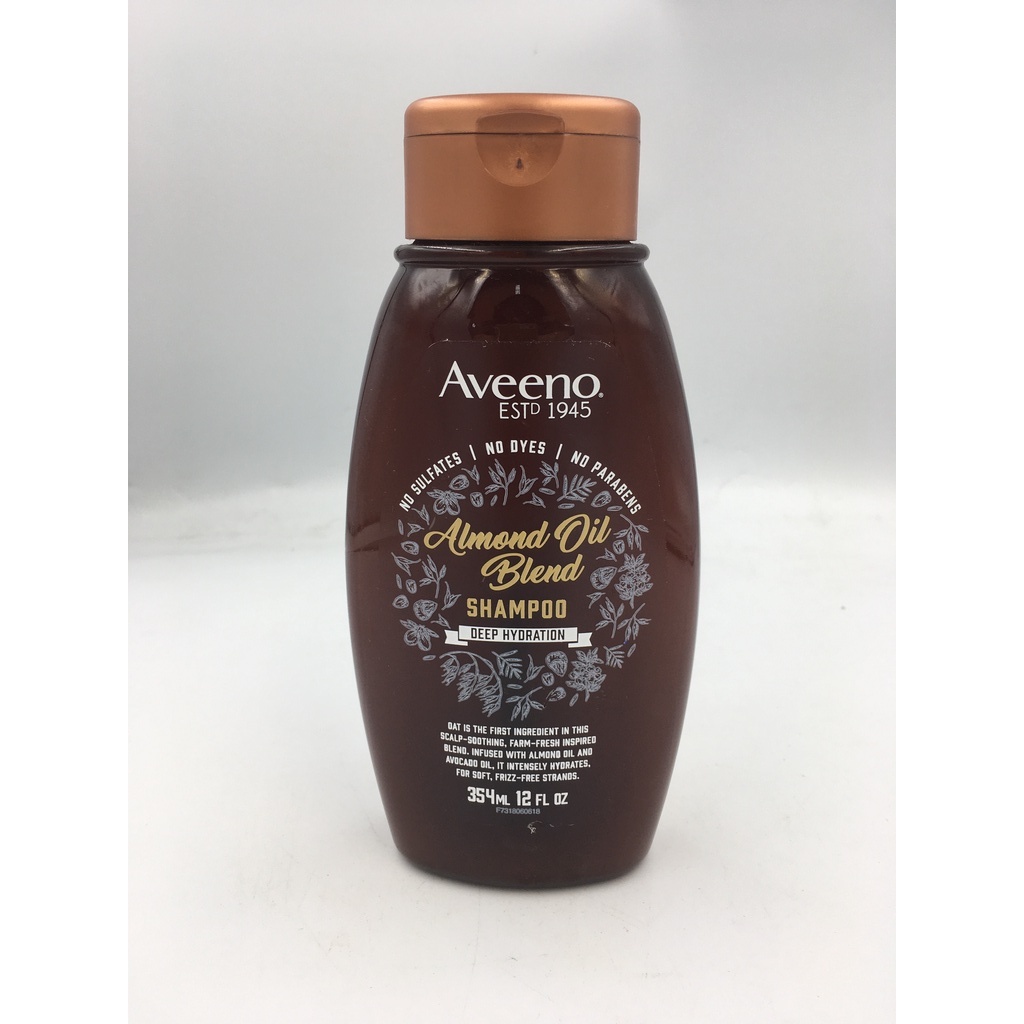 Aveeno®
ESTD 1945
NO SULFATES | NO DYES | NO PARABENS
Almond Oil
Blend
SHAMPOO
DEEP HYDRATION
OAT IS THE FIRST INGREDIENT IN THIS
SCALP-SOOTHING, FARM-FRESH INSPIRED
BLEND. INFUSED WITH ALMOND OIL AND
AVOCADO OIL, IT INTENSELY HYDRATES,
FOR SOFT, FRIZZ-FREE STRANDS.
354ML 12 FL OZ
F7318060618